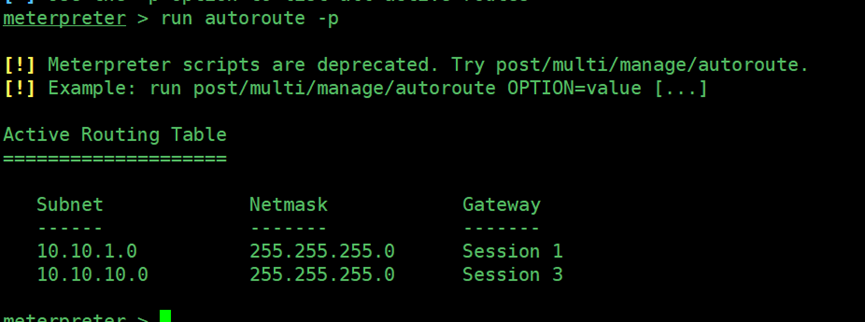 meterpreter > run autoroute -p
[!] Meterpreter scripts are deprecated. Try post/multi/manage/autoroute.
[!] Example: run post/multi/manage/autoroute OPTION=value [...]
Active Routing Table
====================
Subnet Netmask Gateway
------ ------- -------
10.10.1.0 255.255.255.0 Session 1
10.10.10.0 255.255.255.0 Session 3
meterpreter >